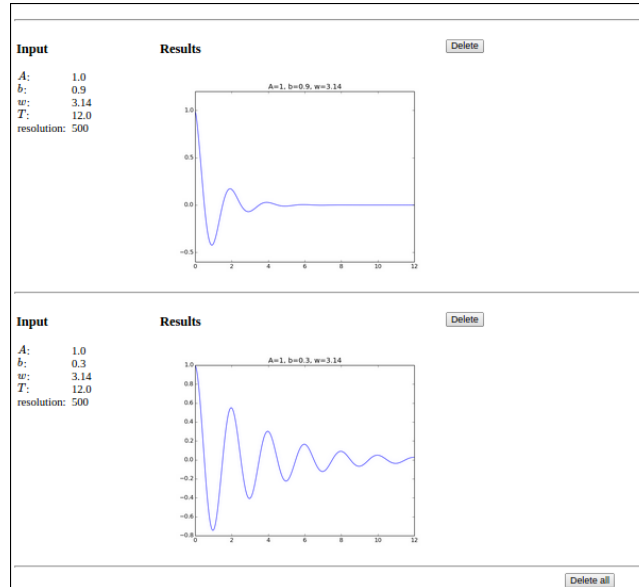 Input Results Delete
A: 1.0
b: 0.9
w: 3.14
T: 12.0
resolution: 500
A=1, b=0.9, w=3.14
1.0
0.5
0.0
−0.5
0 2 4 6 8 10 12
Input Results Delete
A: 1.0
b: 0.3
w: 3.14
T: 12.0
resolution: 500
A=1, b=0.3, w=3.14
1.0
0.8
0.6
0.4
0.2
0.0
−0.2
−0.4
−0.6
−0.8
0 2 4 6 8 10 12
Delete all